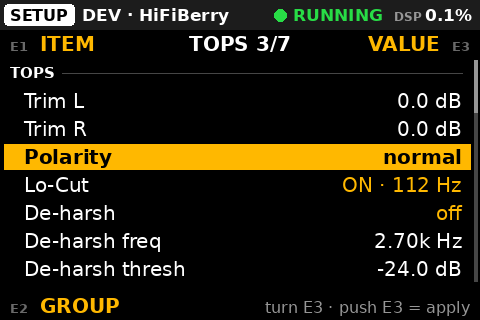 SETUP DEV · HiFiBerry RUNNING DSP 0.1%
E1 ITEM TOPS 3/7 VALUE E3
TOPS
Trim L 0.0 dB
Trim R 0.0 dB
Polarity normal
Lo-Cut ON · 112 Hz
De-harsh off
De-harsh freq 2.70k Hz
De-harsh thresh -24.0 dB
E2 GROUP turn E3 · push E3 = apply